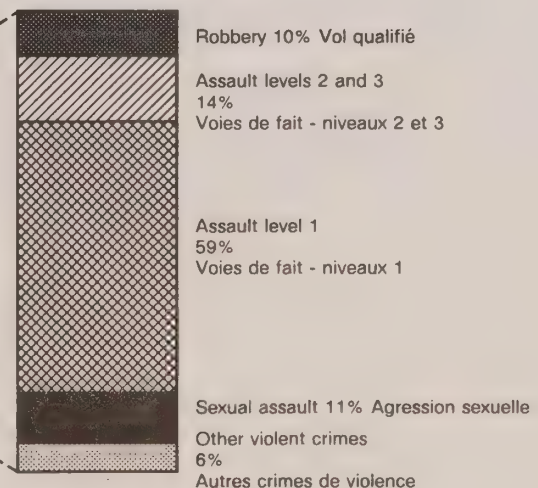 Robbery 10% Vol qualifié
Assault levels 2 and 3
14%
Voies de fait - niveaux 2 et 3
Assault level 1
59%
Voies de fait - niveaux 1
Sexual assault 11% Agression sexuelle
Other violent crimes
6%
Autres crimes de violence